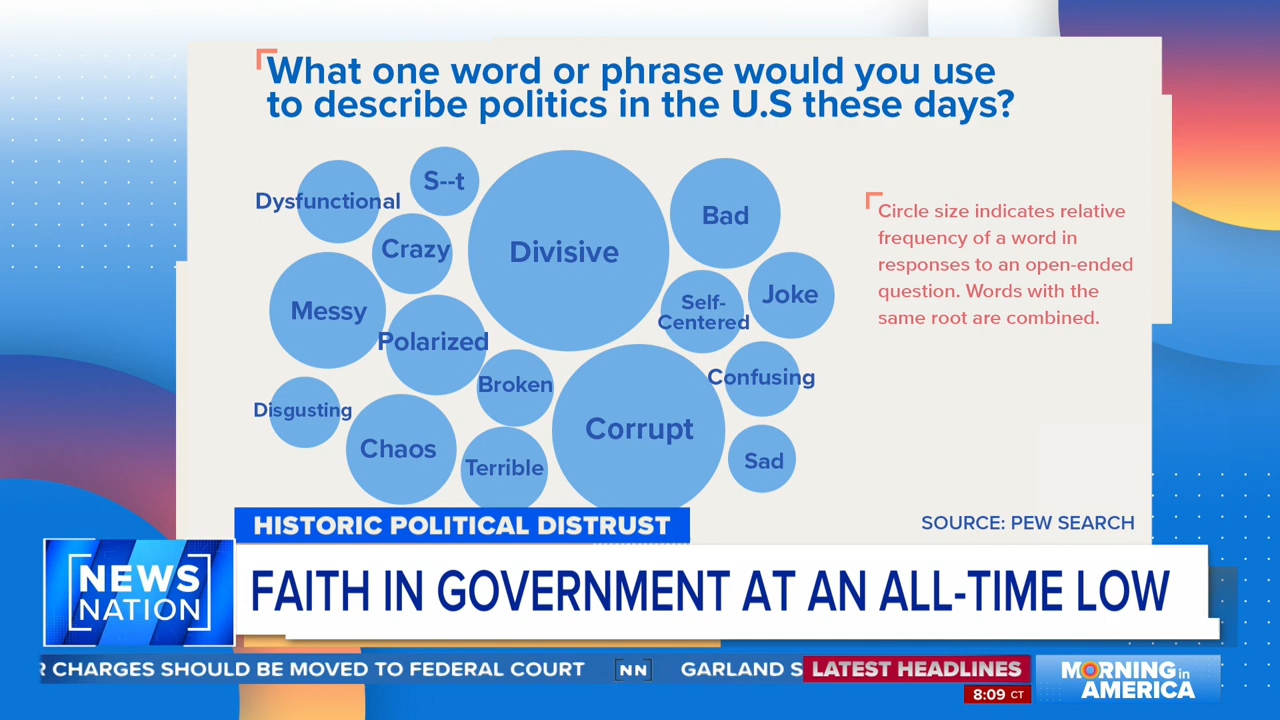 What one word or phrase would you use
to describe politics in the U.S these days?
S--t
Dysfunctional
Crazy
Divisive
Bad
Messy
Polarized
Self-
Centered
Joke
Broken
Confusing
Disgusting
Chaos
Terrible
Corrupt
Sad
Circle size indicates relative
frequency of a word in
responses to an open-ended
question. Words with the
same root are combined.
SOURCE: PEW SEARCH
HISTORIC POLITICAL DISTRUST
NEWS
NATION
FAITH IN GOVERNMENT AT AN ALL-TIME LOW
R CHARGES SHOULD BE MOVED TO FEDERAL COURT NN GARLAND S
LATEST HEADLINES
8:09 CT
MORNING in
AMERICA